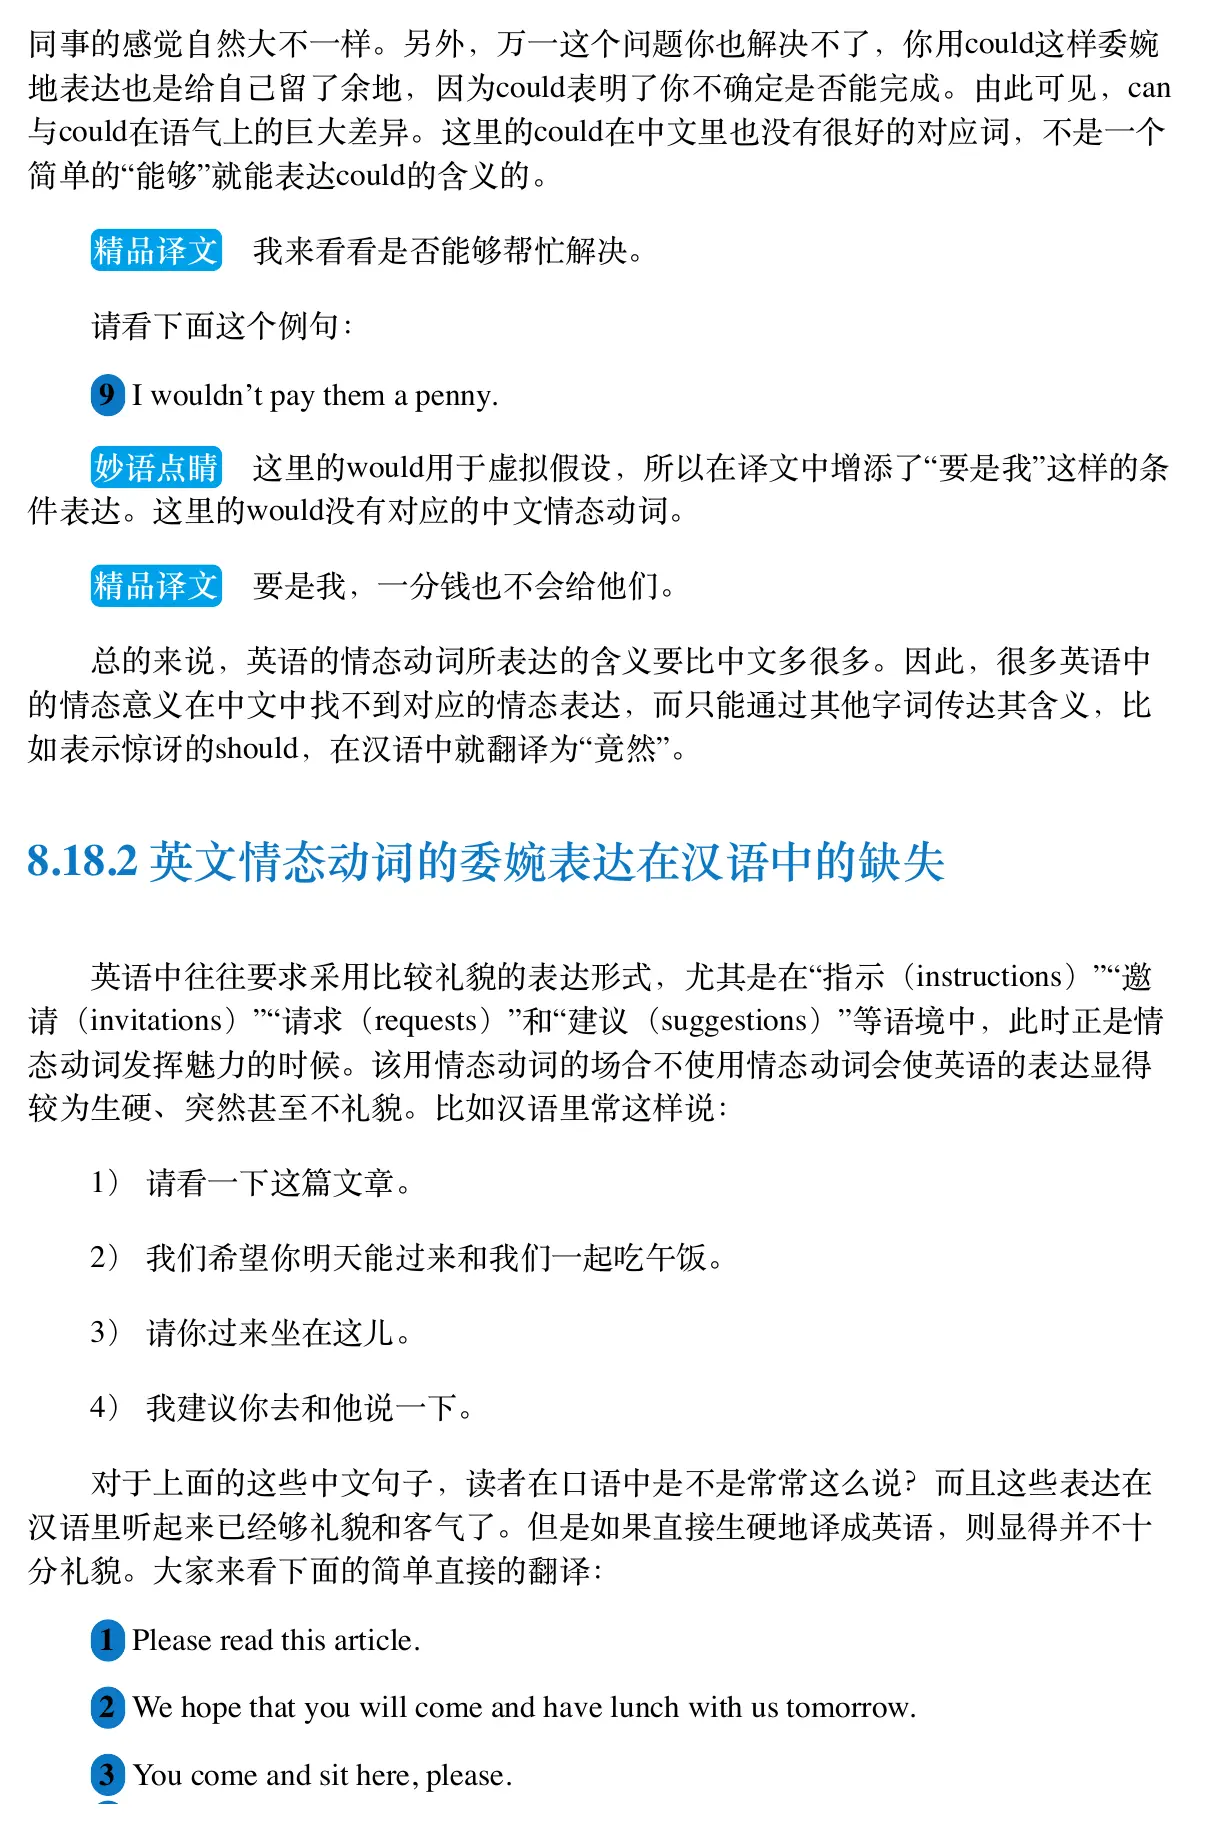 同事的感觉自然大不一样。另外，万一这个问题你也解决不了，你用could这样委婉
地表达也是给自己留了余地，因为could表明了你不确定是否能完成。由此可见，can
与could在语气上的巨大差异。这里的could在中文里也没有很好的对应词，不是一个
简单的“能够”就能表达could的含义的。
精品译文 我来看看是否能够帮忙解决。
请看下面这个例句：
9 I wouldn’t pay them a penny.
妙语点睛 这里的would用于虚拟假设，所以在译文中增添了“要是我”这样的条
件表达。这里的would没有对应的中文情态动词。
精品译文 要是我，一分钱也不会给他们。
总的来说，英语的情态动词所表达的含义要比中文多很多。因此，很多英语中
的情态意义在中文中找不到对应的情态表达，而只能通过其他字词传达其含义，比
如表示惊讶的should，在汉语中就翻译为“竟然”。
8.18.2 英文情态动词的委婉表达在汉语中的缺失
英语中往往要求采用比较礼貌的表达形式，尤其是在“指示（instructions）”“邀
请（invitations）”“请求（requests）”和“建议（suggestions）”等语境中，此时正是情
态动词发挥魅力的时候。该用情态动词的场合不使用情态动词会使英语的表达显得
较为生硬、突然甚至不礼貌。比如汉语里常这样说：
1） 请看一下这篇文章。
2） 我们希望你明天能过来和我们一起吃午饭。
3） 请你过来坐在这儿。
4） 我建议你去和他说一下。
对于上面的这些中文句子，读者在口语中是不是常常这么说？而且这些表达在
汉语里听起来已经够礼貌和客气了。但是如果直接生硬地译成英语，则显得并不十
分礼貌。大家来看下面的简单直接的翻译：
1 Please read this article.
2 We hope that you will come and have lunch with us tomorrow.
3 You come and sit here, please.